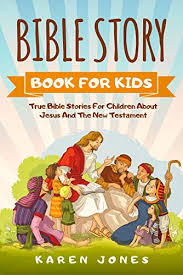 BIBLE STORY
BOOK FOR KIDS
True Bible Stories For Children About
Jesus And The New Testament
KAREN JONES